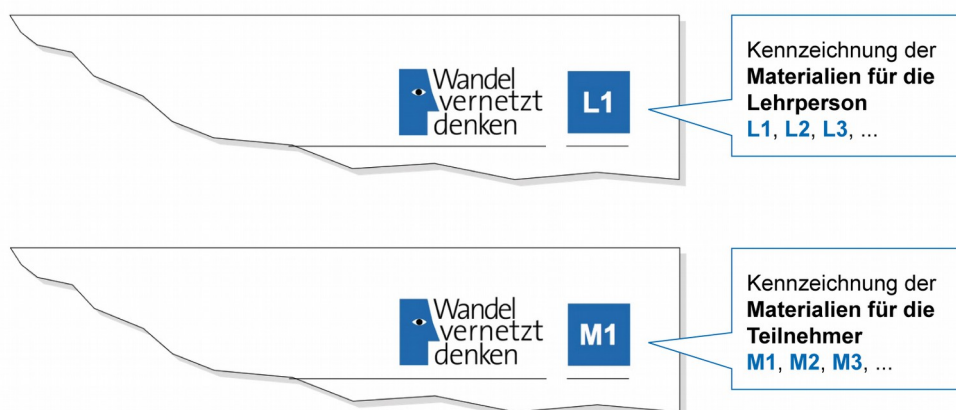 Wandel
vernetzt
denken
L1
Kennzeichnung der
Materialien für die
Lehrperson
L1, L2, L3, ...
Wandel
vernetzt
denken
M1
Kennzeichnung der
Materialien für die
Teilnehmer
M1, M2, M3, ...